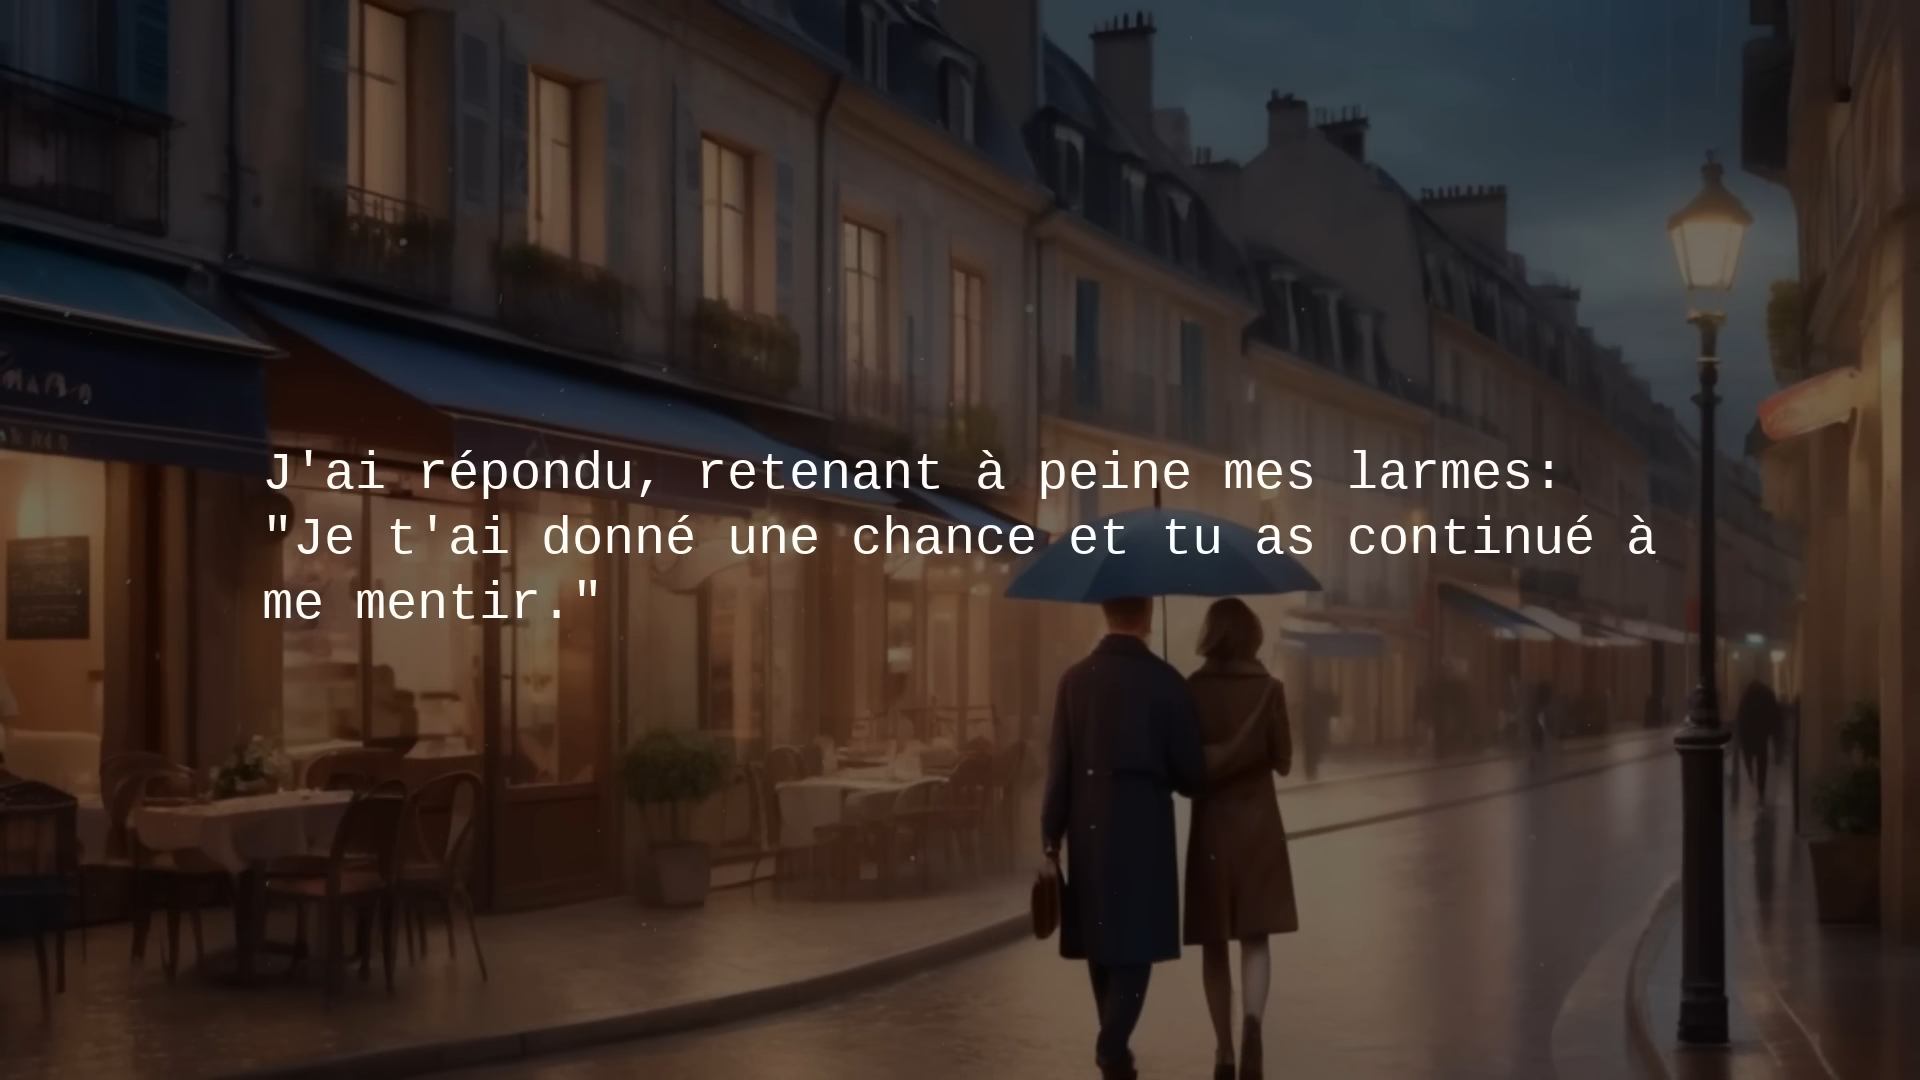 J'ai répondu, retenant à peine mes larmes:
"Je t'ai donné une chance et tu as continué à
me mentir."